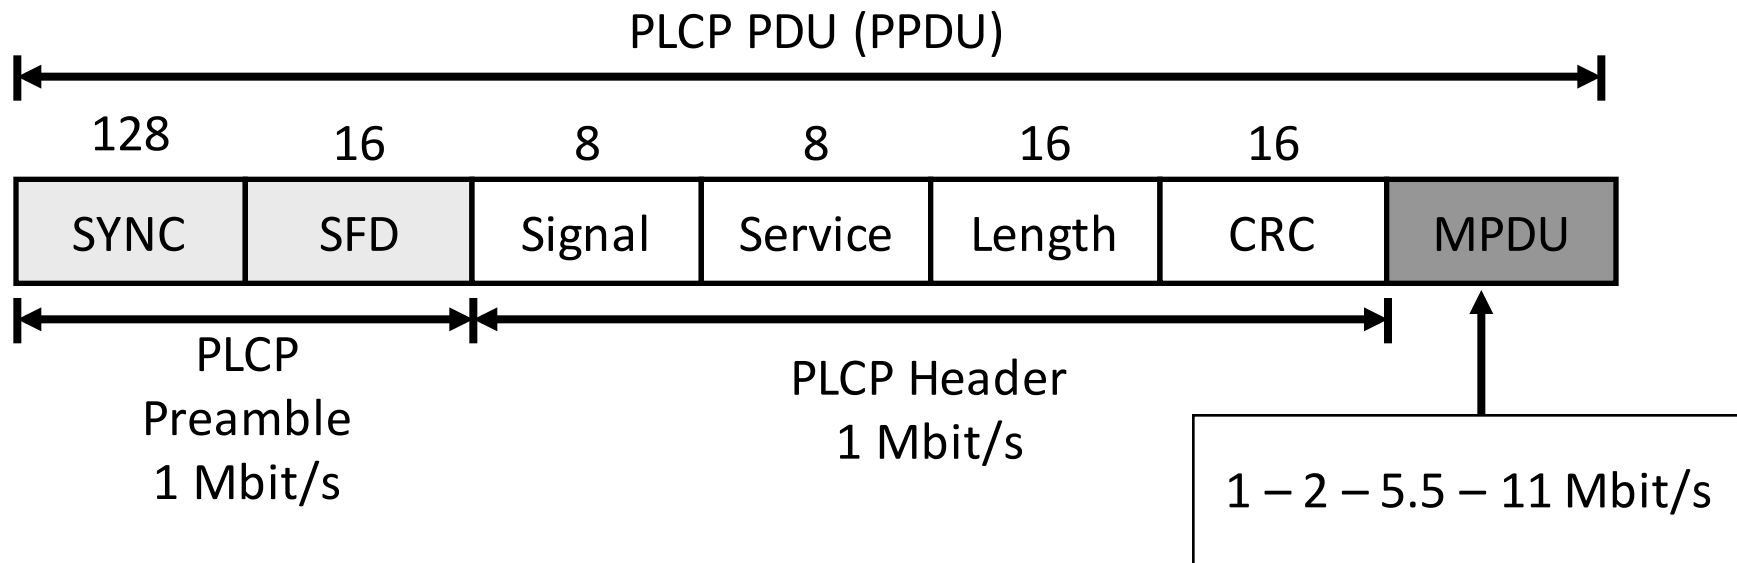 PLCP PDU (PPDU)
128 16 8 8 16 16
SYNC SFD Signal Service Length CRC MPDU
PLCP
Preamble
1 Mbit/s
PLCP Header
1 Mbit/s
1 – 2 – 5.5 – 11 Mbit/s